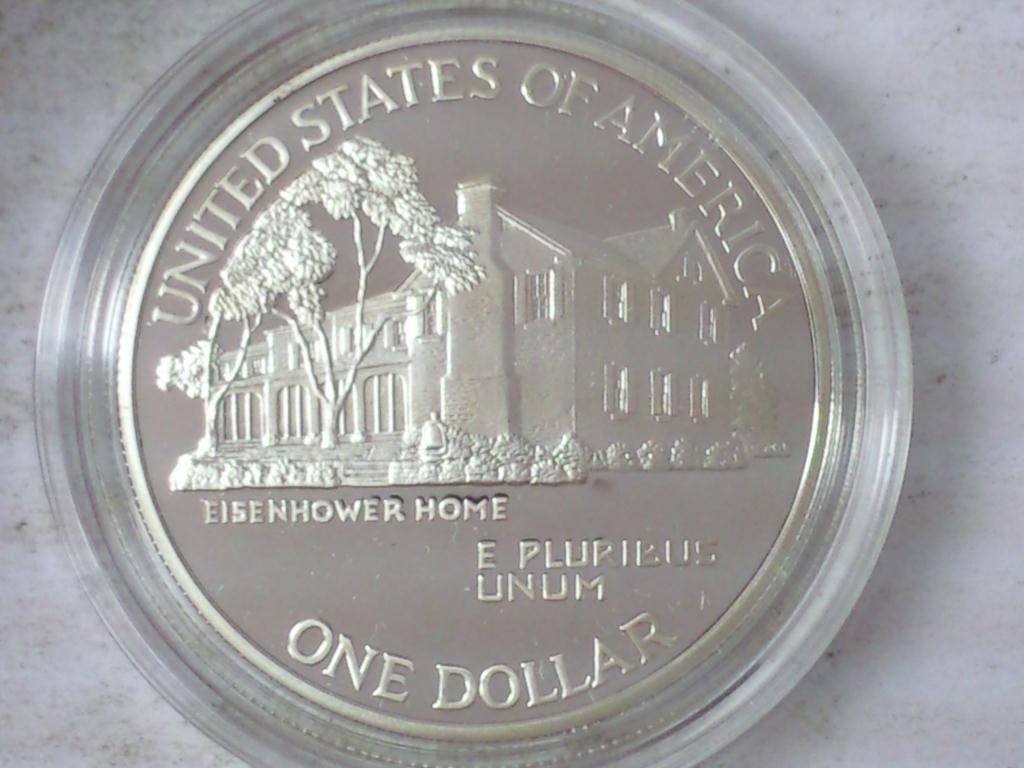 UNITED STATES OF AMERICA
EISENHOWER HOME
E PLURIBUS
UNUM
ONE DOLLAR